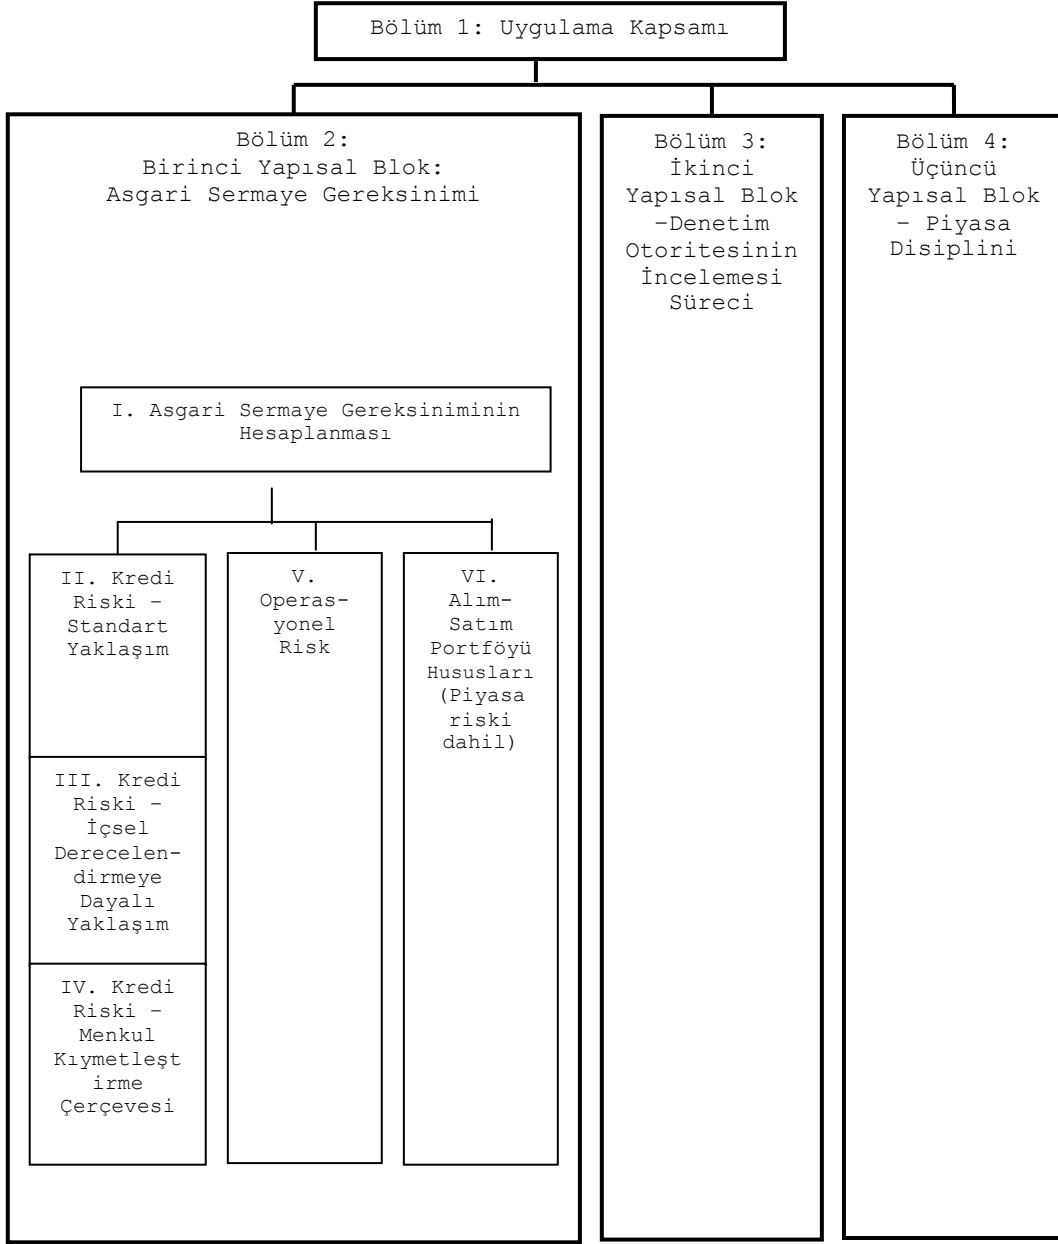 Bölüm 1: Uygulama Kapsamı
Bölüm 2:
Birinci Yapısal Blok:
Asgari Sermaye Gereksinimi
Bölüm 3:
İkinci
Yapısal Blok
–Denetim
Otoritesinin
İncelemesi
Süreci
Bölüm 4:
Üçüncü
Yapısal Blok
– Piyasa
Disiplini
I. Asgari Sermaye Gereksiniminin
Hesaplanması
II. Kredi
Riski –
Standart
Yaklaşım
III. Kredi
Riski –
İçsel
Derecelen-
dirmeye
Dayalı
Yaklaşım
IV. Kredi
Riski –
Menkul
Kıymetleşt
irme
Çerçevesi
V.
Operas-
yonel
Risk
VI.
Alım-
Satım
Portföyü
Hususları
(Piyasa
riski
dahil)